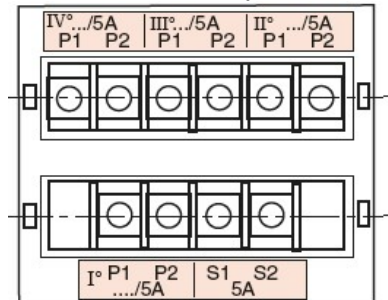 IV° .../5A III° .../5A II° .../5A
P1 P2 P1 P2 P1 P2
I° P1 P2 S1 S2
..../5A 5A